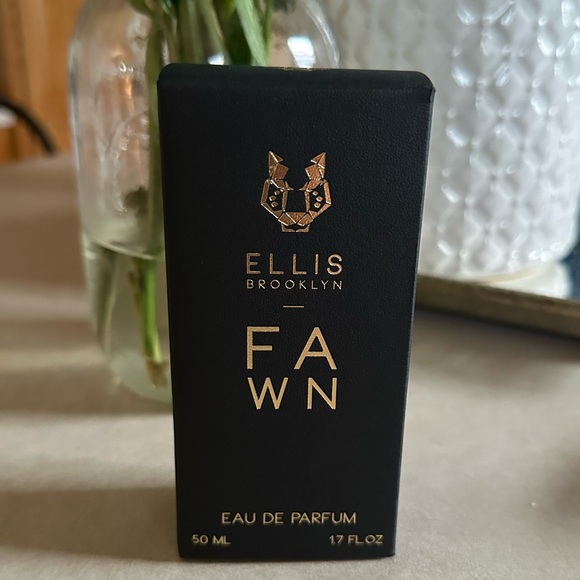 ELLIS
BROOKLYN
FA
WN
EAU DE PARFUM
50 ML 1.7 FL OZ